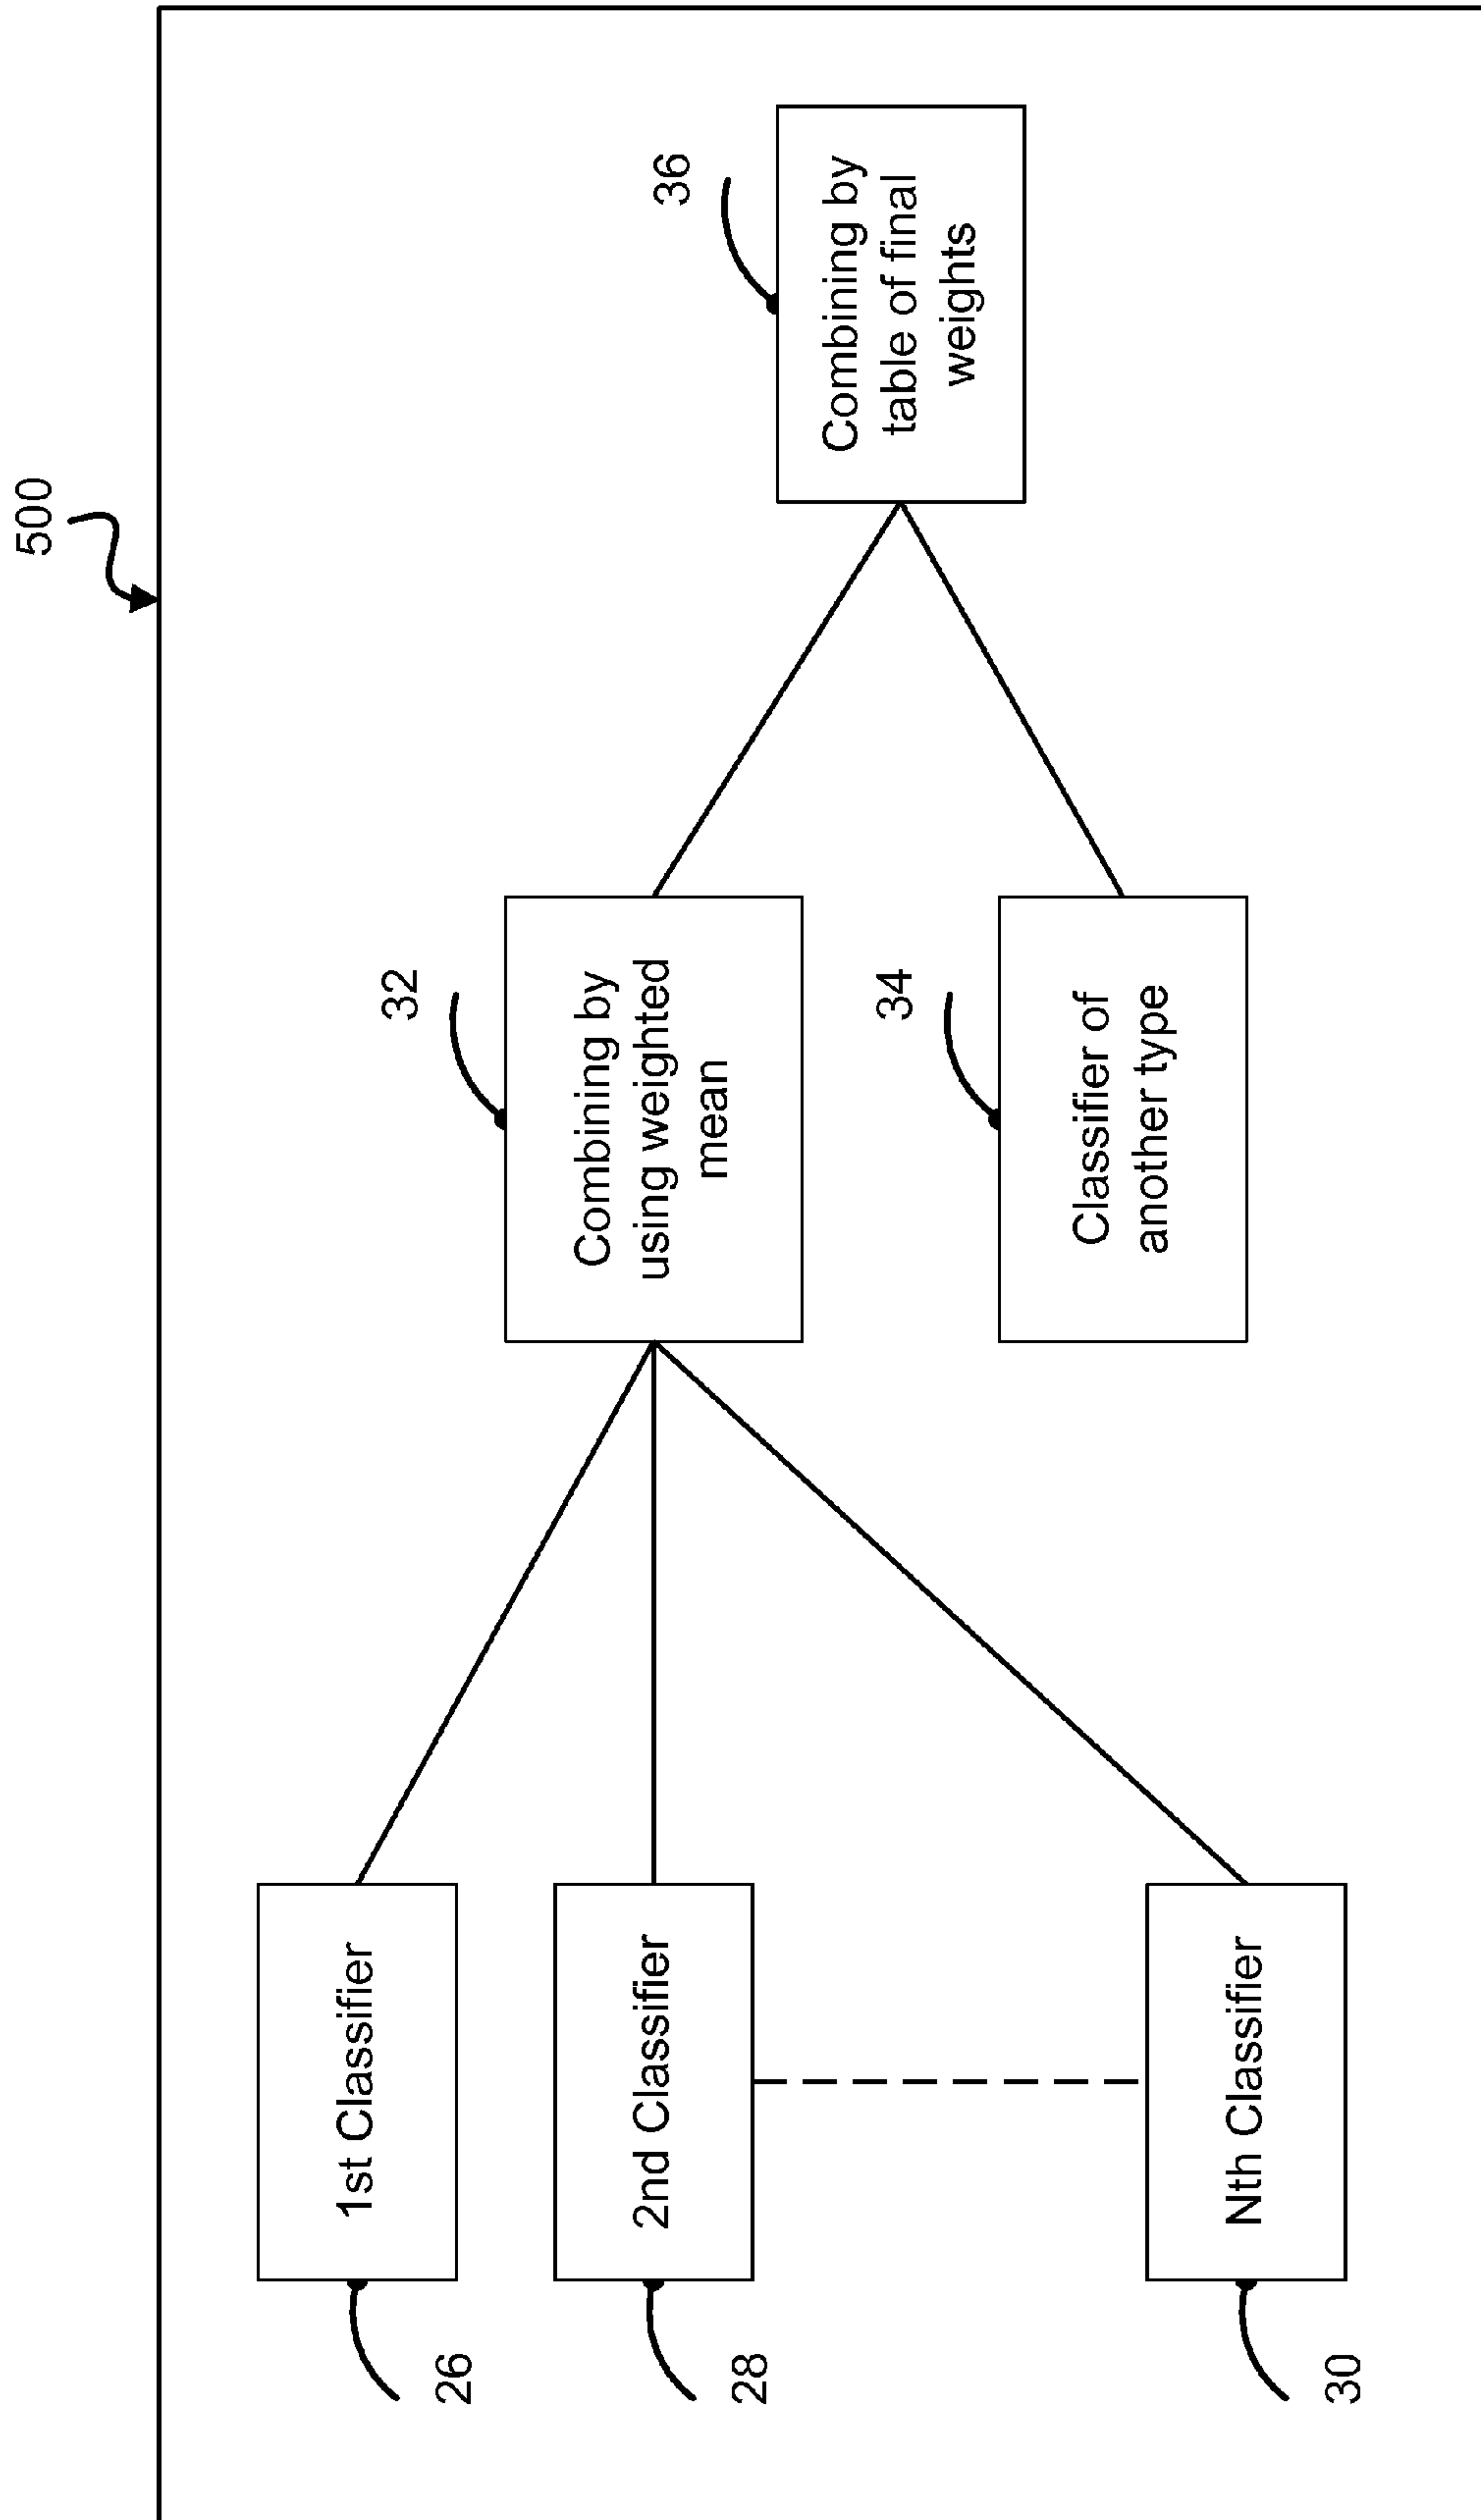 500
26
1st Classifier
28
2nd Classifier
30
Nth Classifier
32
Combining by
using weighted
mean
34
Classifier of
another type
36
Combining by
table of final
weights